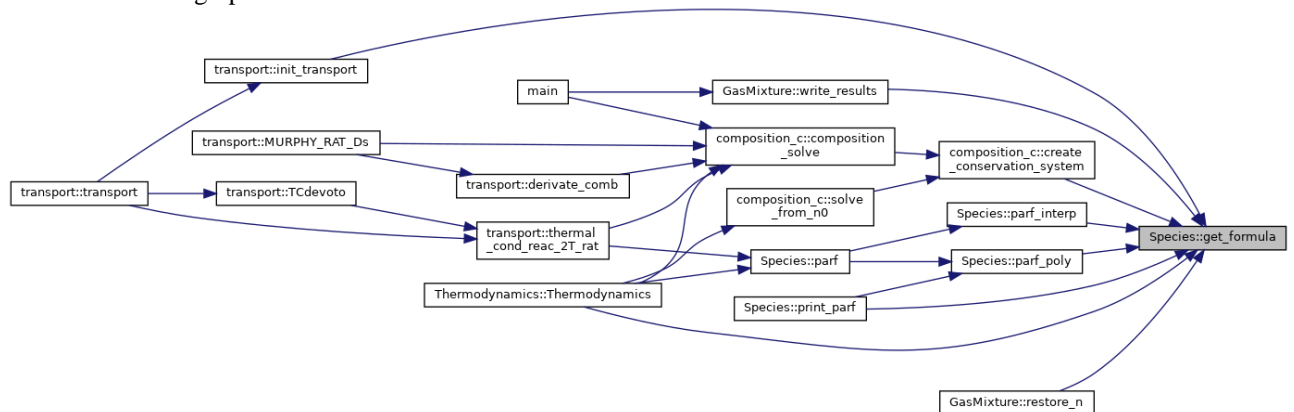 transport::init_transport
main
GasMixture::write_results
transport::MURPHY_RAT_Ds
composition_c::composition
_solve
composition_c::create
_conservation_system
transport::transport
transport::TCdevoto
transport::derivate_comb
composition_c::solve
_from_n0
Species::parf_interp
transport::thermal
_cond_reac_2T_rat
Species::get_formula
Species::parf
Species::parf_poly
Thermodynamics::Thermodynamics
Species::print_parf
GasMixture::restore_n